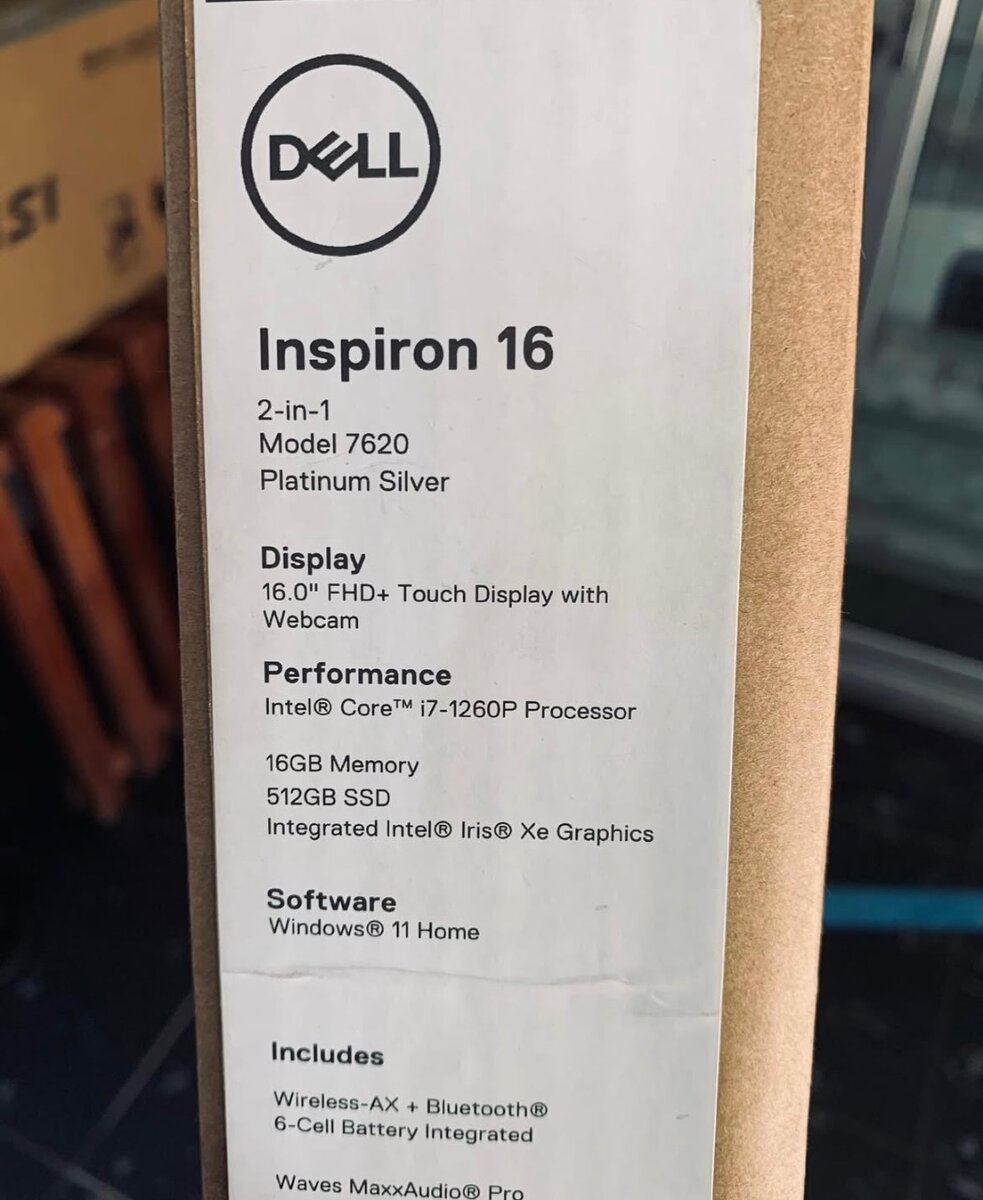 DELL
Inspiron 16
2-in-1
Model 7620
Platinum Silver
Display
16.0" FHD+ Touch Display with
Webcam
Performance
Intel® Core™ i7-1260P Processor
16GB Memory
512GB SSD
Integrated Intel® Iris® Xe Graphics
Software
Windows® 11 Home
Includes
Wireless-AX + Bluetooth®
6-Cell Battery Integrated
Waves MaxxAudio® Pro